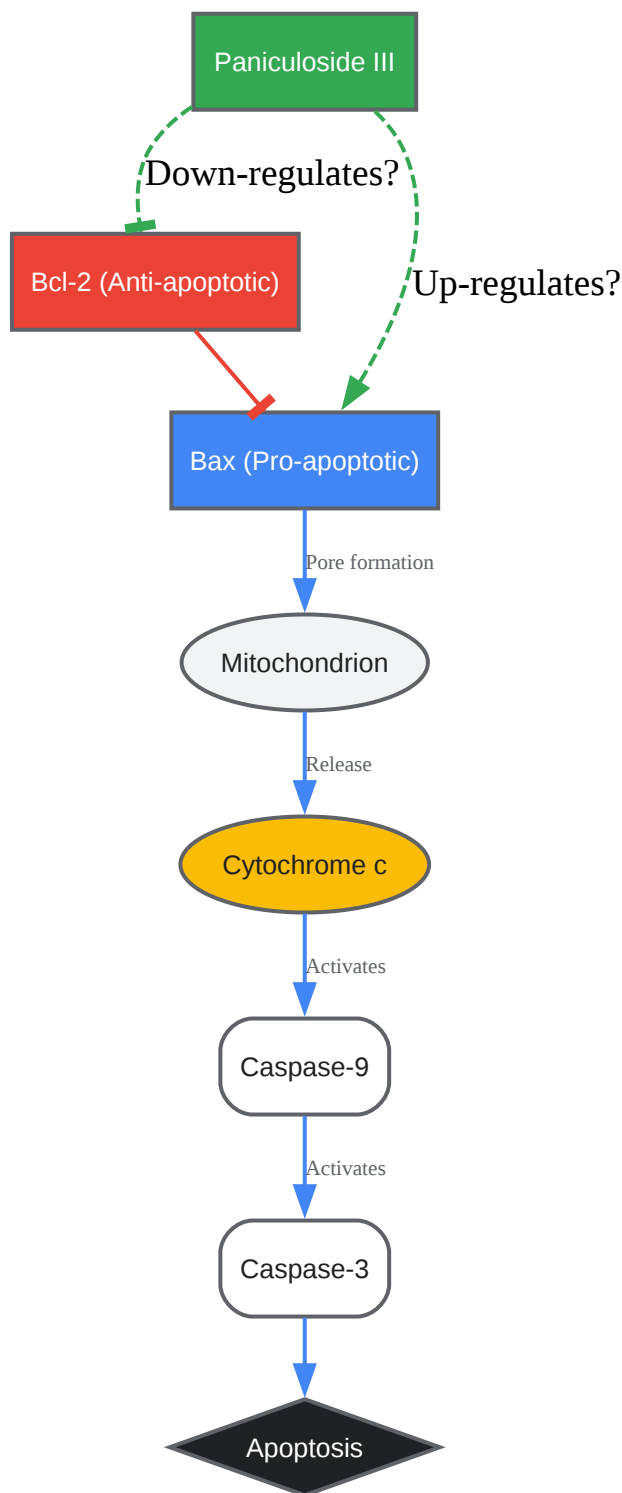 Paniculoside III
Down-regulates?
Bcl-2 (Anti-apoptotic)
Up-regulates?
Bax (Pro-apoptotic)
Pore formation
Mitochondrion
Release
Cytochrome c
Activates
Caspase-9
Activates
Caspase-3
Apoptosis